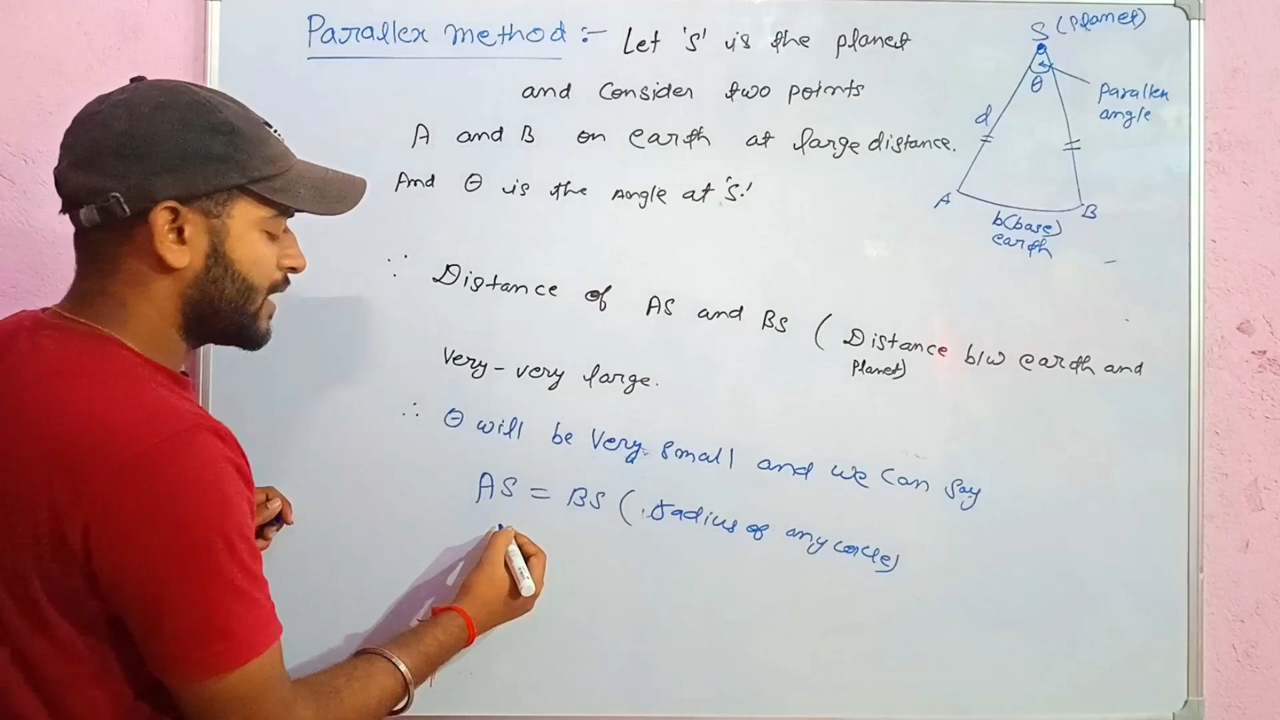 Parallex method :- Let 's' is the planet
and Consider two points
A and B on earth at large distance.
And θ is the Angle at 's'
∵ Distance of AS and BS ( Distance b/w earth and
Planet)
Very-very large.
∴ θ will be Very small and we can say
AS = BS ( radius of any circle)
S (Planet)
θ
Parallex
angle
d
A
B
b(base)
earth